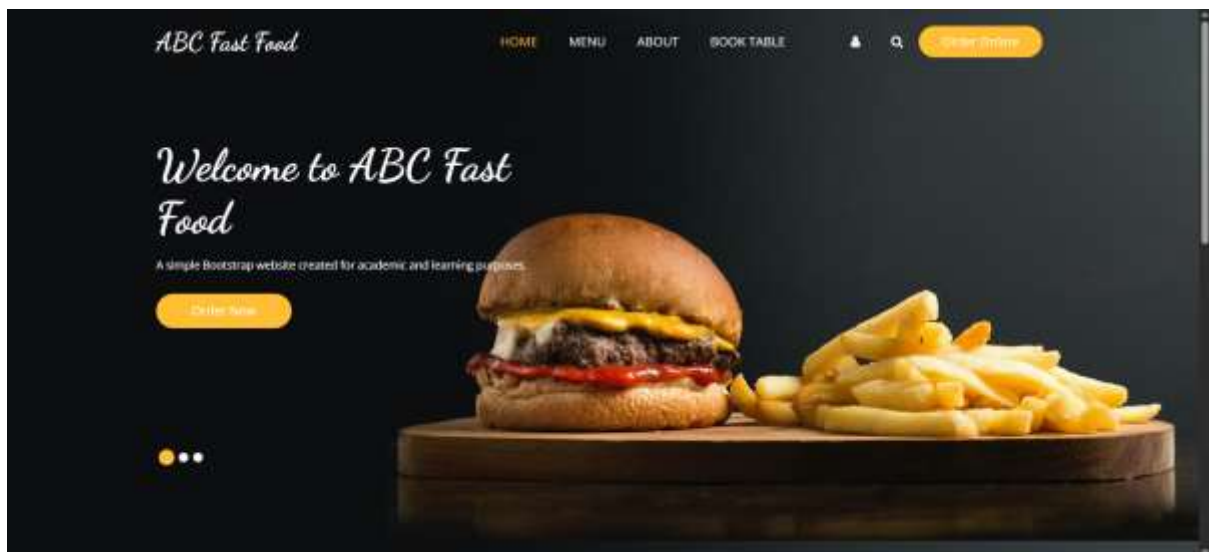 ABC Fast Food
HOME MENU ABOUT BOOK TABLE Order Online
Welcome to ABC Fast
Food
A simple Bootstrap website created for academic and learning purposes.
Order Now